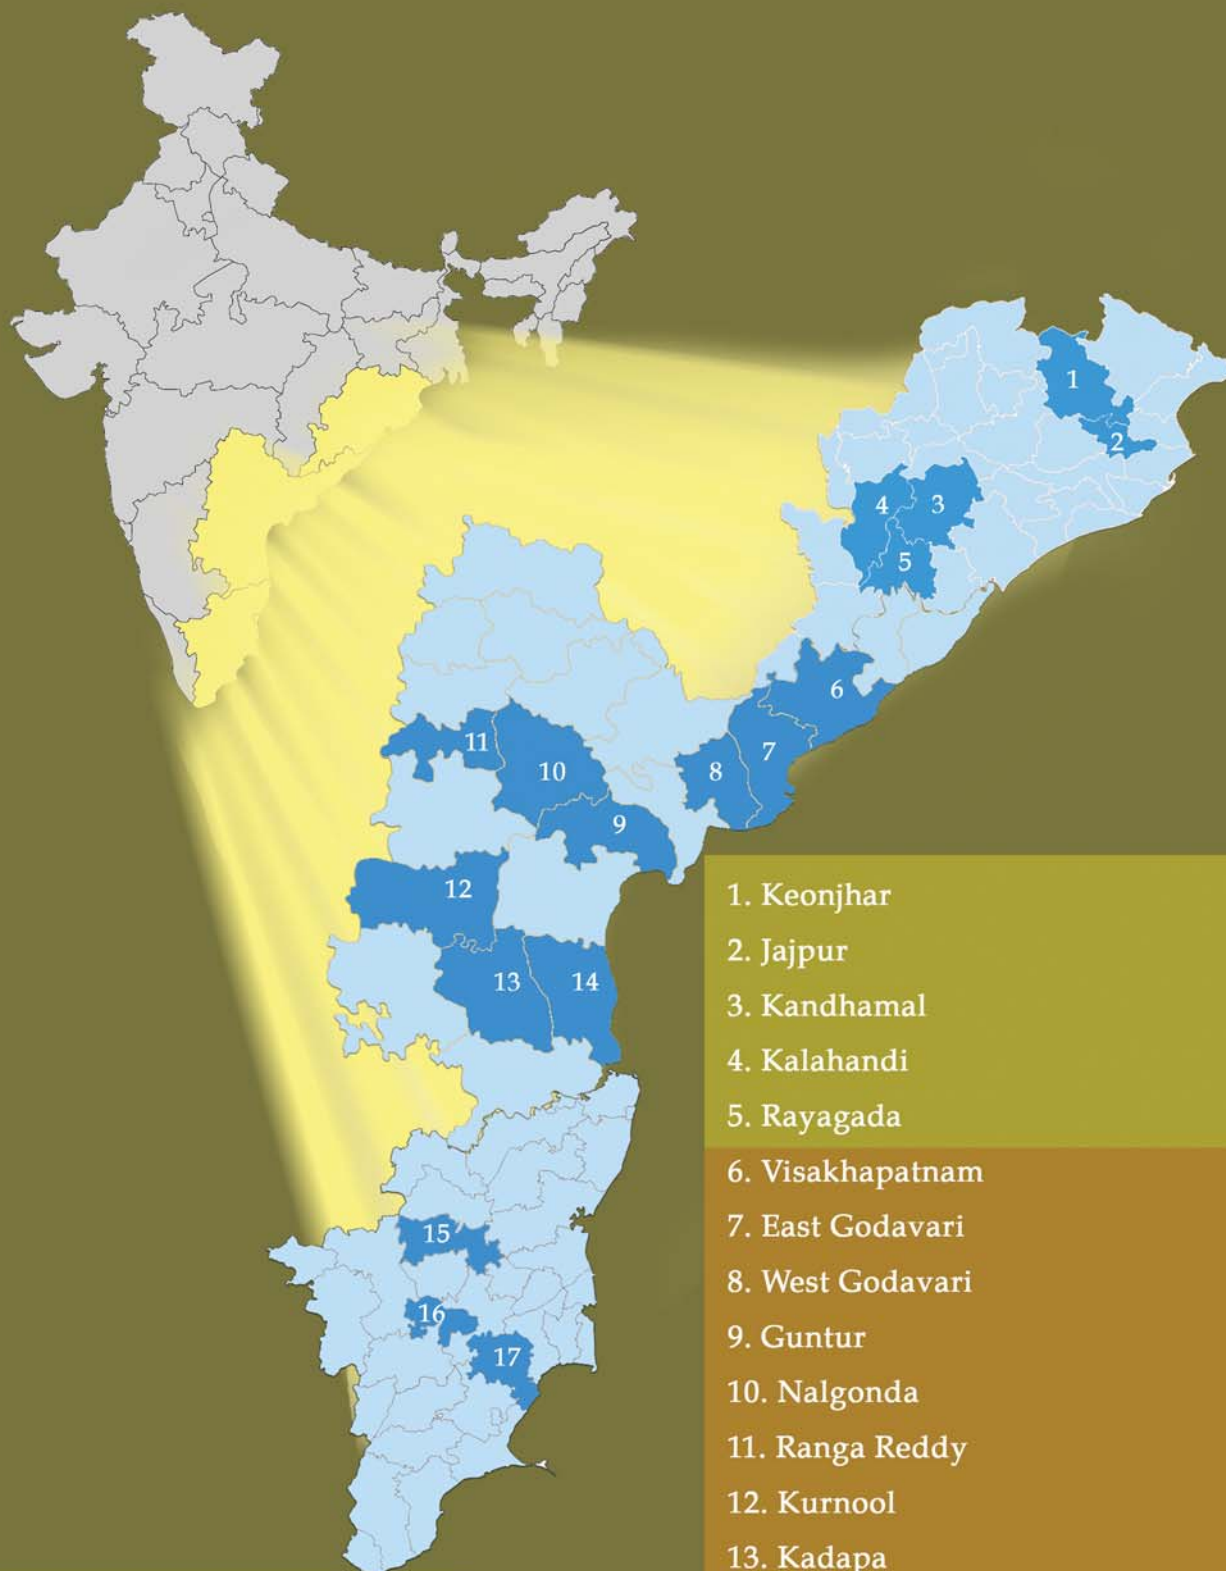 1
2
4
3
5
6
7
8
11
10
9
12
13
14
15
16
17
1. Keonjhar
2. Jajpur
3. Kandhamal
4. Kalahandi
5. Rayagada
6. Visakhapatnam
7. East Godavari
8. West Godavari
9. Guntur
10. Nalgonda
11. Ranga Reddy
12. Kurnool
13. Kadapa